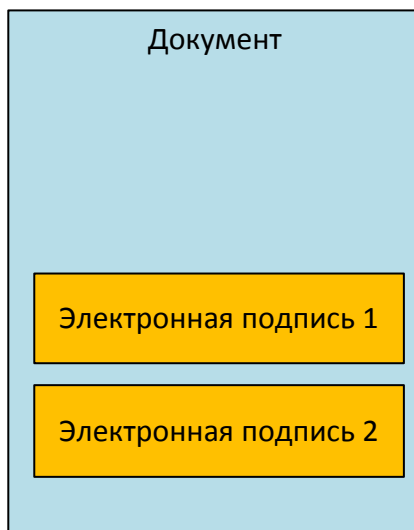 Документ
Электронная подпись 1
Электронная подпись 2